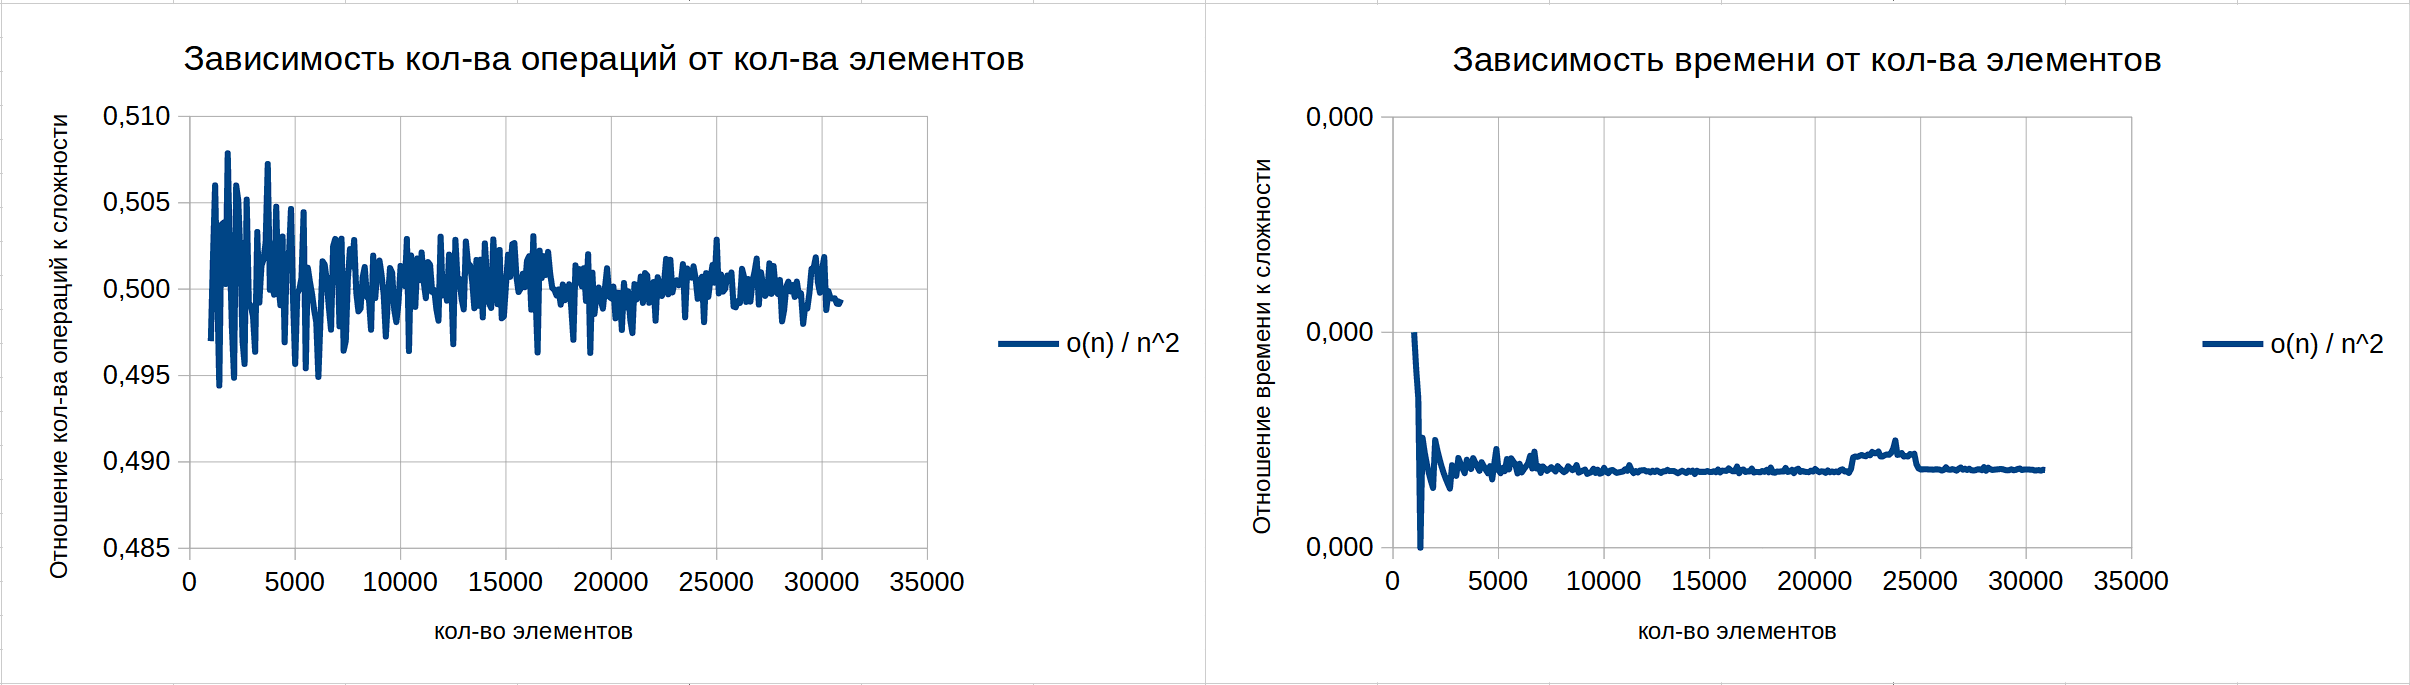 Зависимость кол-ва операций от кол-ва элементов
Отношение кол-ва операций к сложности
0,510
0,505
0,500
0,495
0,490
0,485
0 5000 10000 15000 20000 25000 30000 35000
кол-во элементов
o(n) / n^2
Зависимость времени от кол-ва элементов
Отношение времени к сложности
0,000
0,000
0,000
0 5000 10000 15000 20000 25000 30000 35000
кол-во элементов
o(n) / n^2